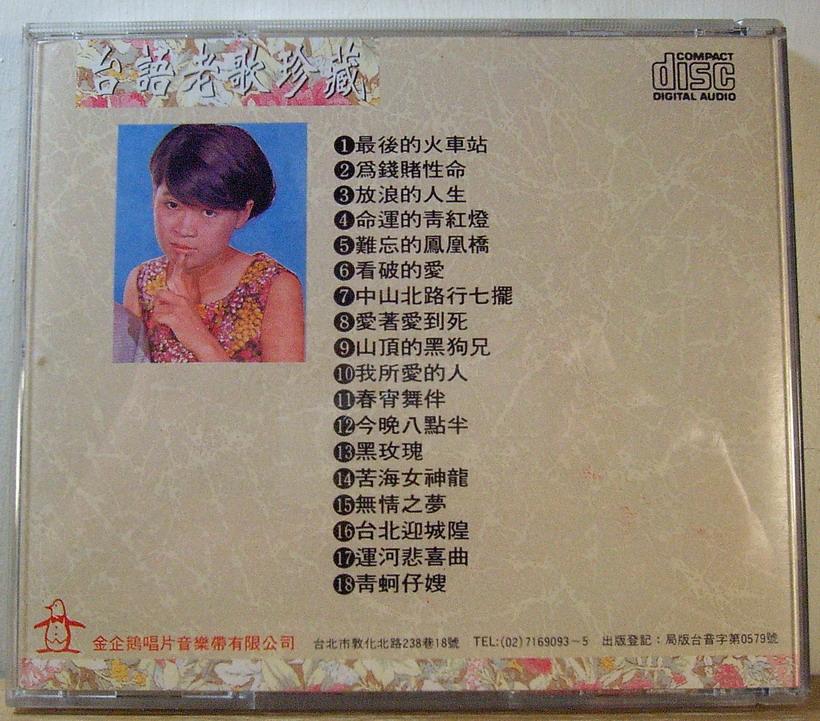 台語老歌珍藏
COMPACT
disc
DIGITAL AUDIO
1最後的火車站
2爲錢賭性命
3放浪的人生
4命運的靑紅燈
5難忘的鳳凰橋
6看破的愛
7中山北路行七擺
8愛著愛到死
9山頂的黑狗兄
10我所愛的人
11春宵舞伴
12今晚八點半
13黑玫瑰
14苦海女神龍
15無情之夢
16台北迎城隍
17運河悲喜曲
18靑蚵仔嫂
金企鵝唱片音樂帶有限公司 台北市敦化北路238巷18號 TEL:(02)7169093~5 出版登記：局版台音字第0579號